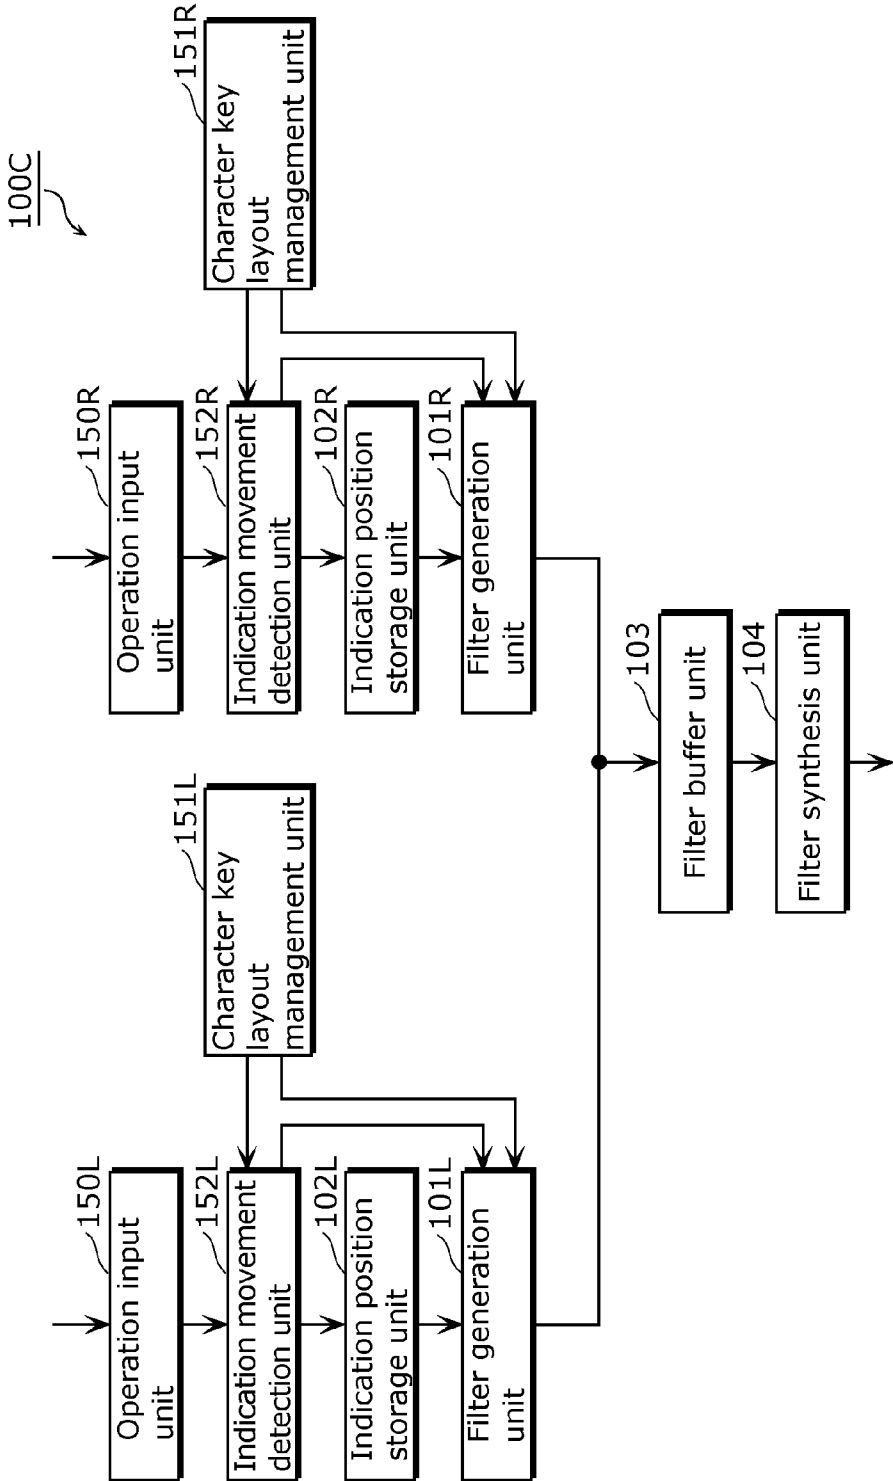 100C
150L
Operation input
unit
151L
Character key
layout
management unit
152L
Indication movement
detection unit
102L
Indication position
storage unit
101L
Filter generation
unit
150R
Operation input
unit
151R
Character key
layout
management unit
152R
Indication movement
detection unit
102R
Indication position
storage unit
101R
Filter generation
unit
103
Filter buffer unit
104
Filter synthesis unit